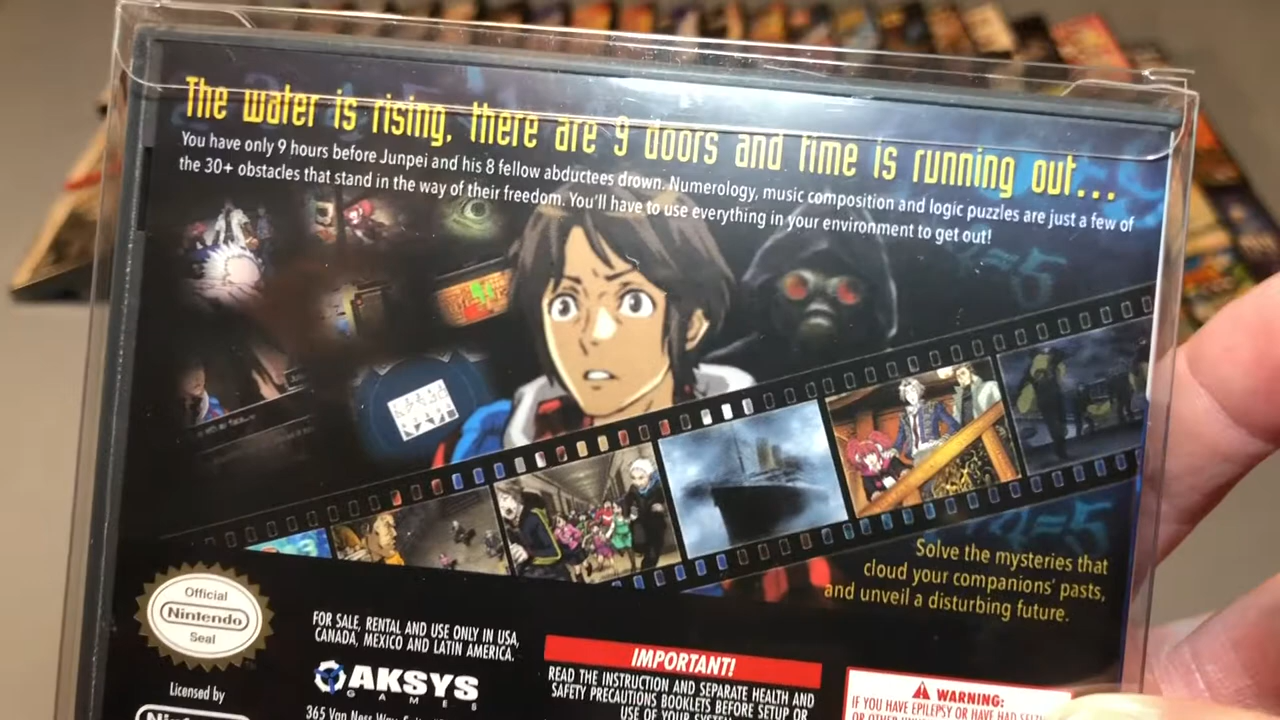 The water is rising, there are 9 doors and time is running out...
You have only 9 hours before Junpei and his 8 fellow abductees drown. Numerology, music composition and logic puzzles are just a few of
the 30+ obstacles that stand in the way of their freedom. You'll have to use everything in your environment to get out!
Solve the mysteries that
cloud your companions' pasts,
and unveil a disturbing future.
Official
Nintendo
Seal
Licensed by
Nintendo
FOR SALE, RENTAL AND USE ONLY IN USA,
CANADA, MEXICO AND LATIN AMERICA.
AKSYS
GAMES
365 Van Ness Way,
IMPORTANT!
READ THE INSTRUCTION AND SEPARATE HEALTH AND
SAFETY PRECAUTIONS BOOKLETS BEFORE SETUP OR
USE OF YOUR SYSTEM
WARNING:
IF YOU HAVE EPILEPSY OR HAVE HAD